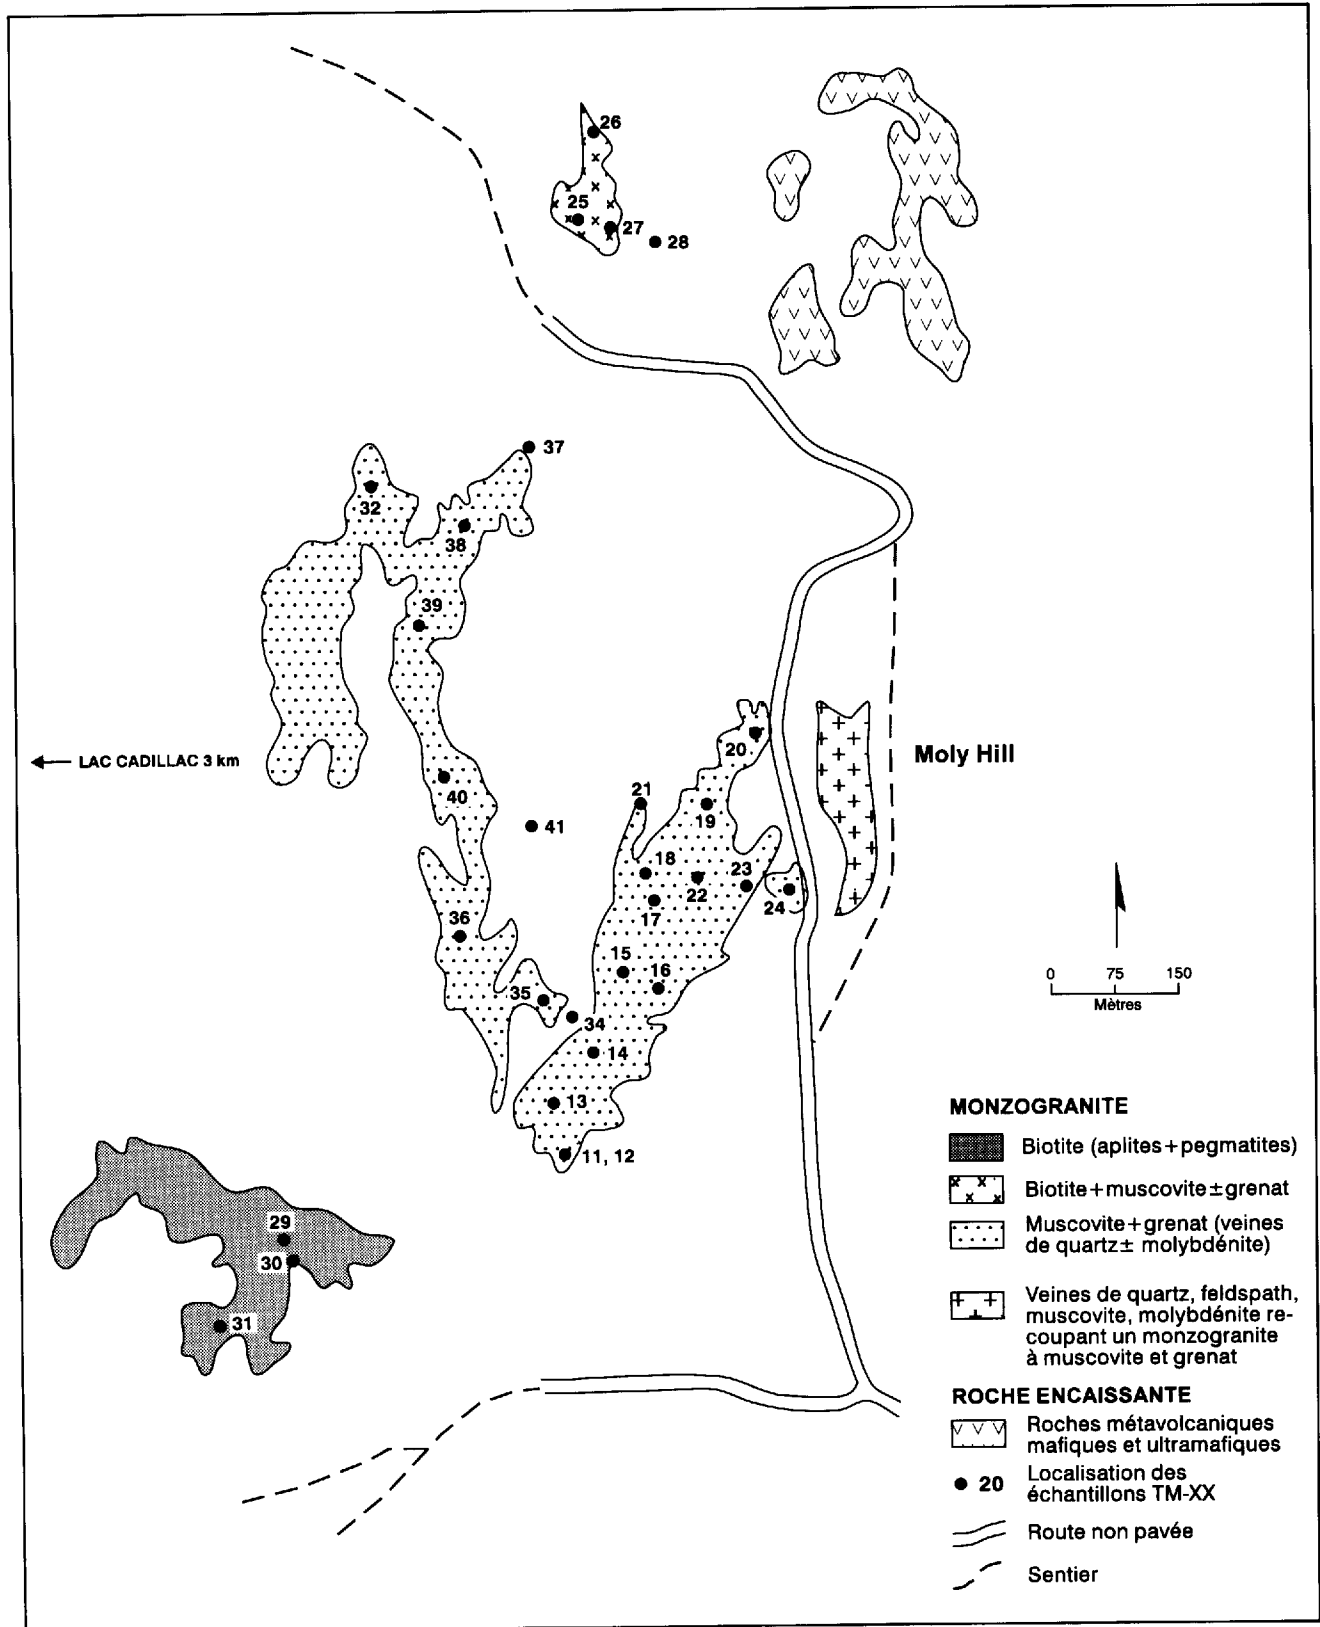 26
25
27
28
37
32
38
39
20
Moly Hill
LAC CADILLAC 3 km
40
21
19
41
18
22
23
17
24
36
15
16
0 75 150
Mètres
35
34
14
13
11, 12
29
30
31
MONZOGRANITE
Biotite (aplites+pegmatites)
Biotite+muscovite±grenat
Muscovite+grenat (veines
de quartz± molybdénite)
Veines de quartz, feldspath,
muscovite, molybdénite re-
coupant un monzogranite
à muscovite et grenat
ROCHE ENCAISSANTE
Roches métavolcaniques
mafiques et ultramafiques
20 Localisation des
échantillons TM-XX
Route non pavée
Sentier